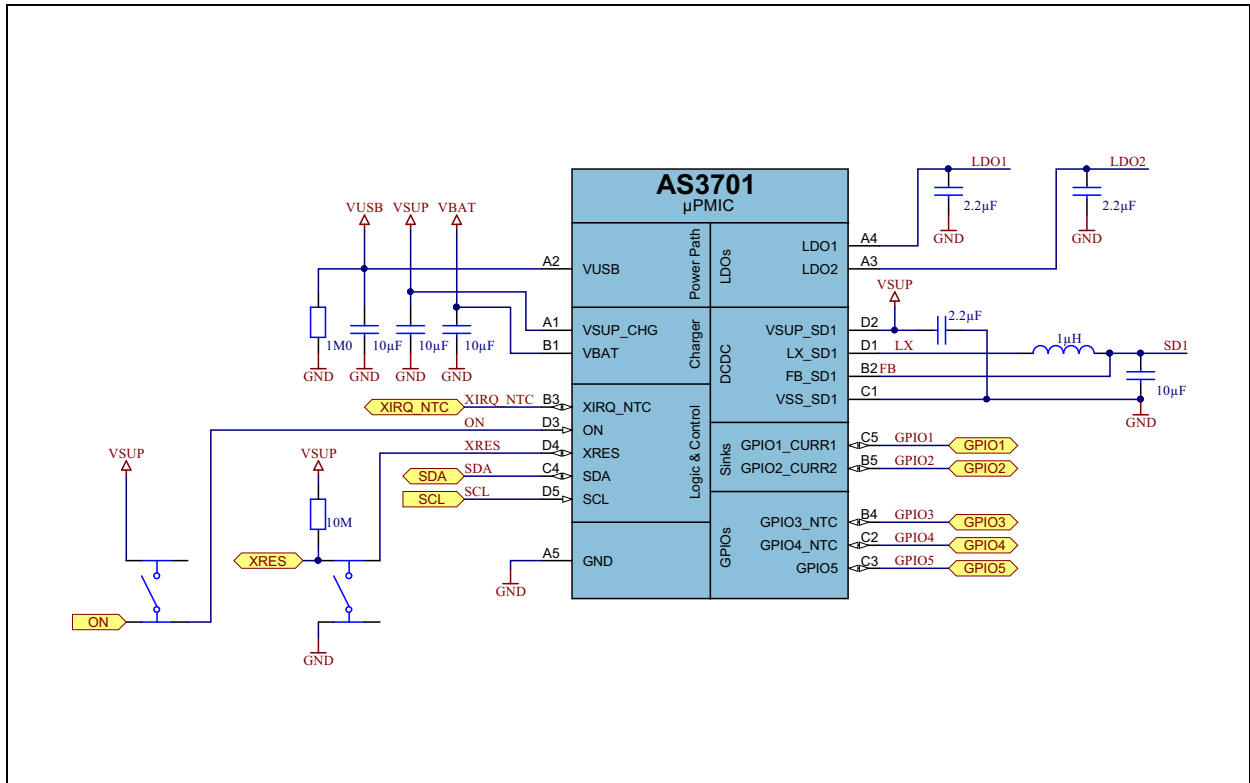 AS3701
µPMIC
LDO1
LDO2
2.2µF
2.2µF
GND
GND
VUSB
VSUP
VBAT
A2
VUSB
Power Path
LDOs
LDO1
A4
LDO2
A3
VSUP
2.2µF
1M0
10µF
10µF
10µF
GND
GND
GND
GND
A1
VSUP_CHG
B1
VBAT
Charger
DCDC
VSUP_SD1
D2
LX_SD1
D1
LX
1µH
SD1
FB_SD1
B2
FB
VSS_SD1
C1
10µF
GND
XIRQ_NTC
XIRQ_NTC
B3
XIRQ_NTC
ON
D3
ON
XRES
D4
XRES
SDA
SDA
C4
SDA
SCL
SCL
D5
SCL
Logic & Control
Sinks
GPIO1_CURR1
C5
GPIO1
GPIO1
GPIO2_CURR2
B5
GPIO2
GPIO2
GPIOs
GPIO3_NTC
B4
GPIO3
GPIO3
GPIO4_NTC
C2
GPIO4
GPIO4
GPIO5
C3
GPIO5
GPIO5
A5
GND
GND
VSUP
VSUP
10M
XRES
ON
GND